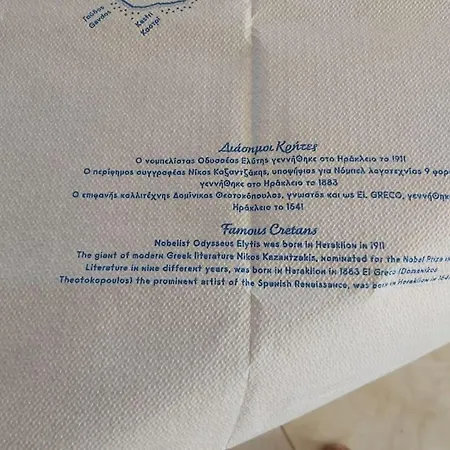 Γαύδος
Gavdos
Kastri
Καστρί
Διάσημοι Κρήτες
Ο νομπελίστας Οδυσσέας Ελύτης γεννήθηκε στο Ηράκλειο το 1911
Ο περίφημος συγγραφέας Νίκος Καζαντζάκης, υποψήφιος για Νόμπελ λογοτεχνίας 9 φορ
γεννήθηκε στο Ηράκλειο το 1883
Ο επιφανής καλλιτέχνης Δομίνικος Θεοτοκόπουλος, γνωστός και ως EL GRECO, γεννήθηκ
Ηράκλειο το 1541
Famous Cretans
Nobelist Odysseus Elytis was born in Heraklion in 1911
The giant of modern Greek literature Nikos Kazantzakis, nominated for the Nobel Prize in
Literature in nine different years, was born in Heraklion in 1883 El Greco (Domenikos
Theotokopoulos) the prominent artist of the Spanish Renaissance, was born in Heraklion in 154